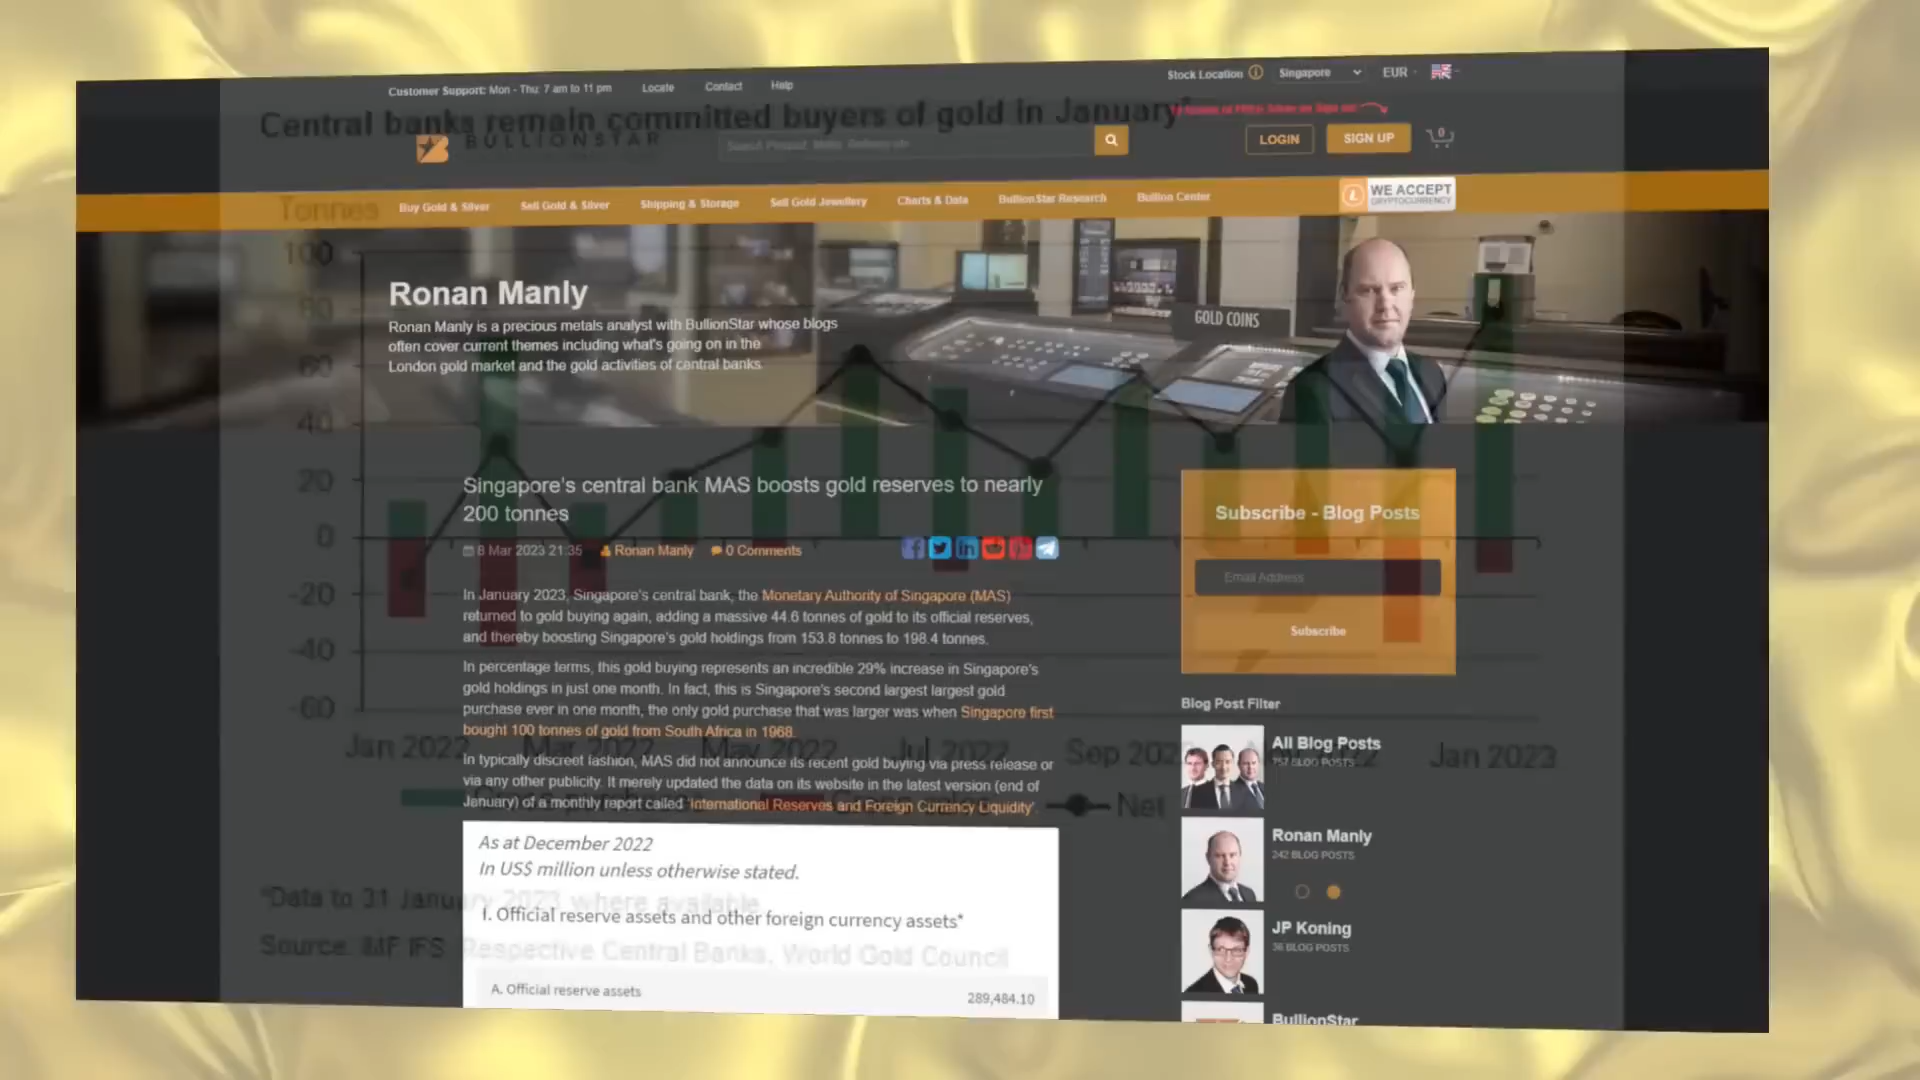 Customer Support: Mon - Thu: 7 am to 11 pm
Locate
Contact
Help
Stock Location
Singapore
EUR
Central banks remain committed buyers of gold in January*
BULLIONSTAR
LOGIN
SIGN UP
0
Tonnes
Buy Gold & Silver
Sell Gold & Silver
Shipping & Storage
Sell Gold Jewellery
Charts & Data
BullionStar Research
Bullion Center
WE ACCEPT
CRYPTOCURRENCY
100
80
60
40
20
0
-20
-40
-60
Ronan Manly
Ronan Manly is a precious metals analyst with BullionStar whose blogs
often cover current themes including what's going on in the
London gold market and the gold activities of central banks.
GOLD COINS
Singapore's central bank MAS boosts gold reserves to nearly
200 tonnes
8 Mar 2023 21:35
Ronan Manly
0 Comments
In January 2023, Singapore's central bank, the Monetary Authority of Singapore (MAS)
returned to gold buying again, adding a massive 44.6 tonnes of gold to its official reserves,
and thereby boosting Singapore's gold holdings from 153.8 tonnes to 198.4 tonnes.
In percentage terms, this gold buying represents an incredible 29% increase in Singapore's
gold holdings in just one month. In fact, this is Singapore's second largest largest gold
purchase ever in one month, the only gold purchase that was larger was when Singapore first
bought 100 tonnes of gold from South Africa in 1968.
In typically discreet fashion, MAS did not announce its recent gold buying via press release or
via any other publicity. It merely updated the data on its website in the latest version (end of
January) of a monthly report called 'International Reserves and Foreign Currency Liquidity'.
Jan 2022
Mar 2022
May 2022
Jul 2022
Sep 2022
Jan 2023
Net
As at December 2022
In US$ million unless otherwise stated.
I. Official reserve assets and other foreign currency assets*
A. Official reserve assets
289,484.10
*Data to 31 January 2023 where available
Source: IMF IFS, Respective Central Banks, World Gold Council
Subscribe - Blog Posts
Email Address
Subscribe
Blog Post Filter
All Blog Posts
757 BLOG POSTS
Ronan Manly
242 BLOG POSTS
JP Koning
36 BLOG POSTS
BullionStar